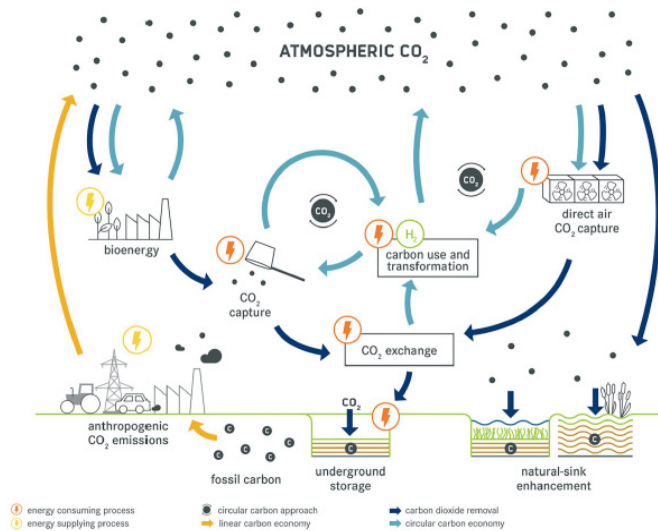 ATMOSPHERIC CO₂
CO₂
CO₂
direct air
CO₂ capture
bioenergy
H₂
carbon use and
transformation
CO₂
capture
CO₂ exchange
CO₂
anthropogenic
CO₂ emissions
C
C
C
C
C
C
C
C
C
C
fossil carbon
underground
storage
natural-sink
enhancement
energy consuming process
circular carbon approach
carbon dioxide removal
energy supplying process
linear carbon economy
circular carbon economy